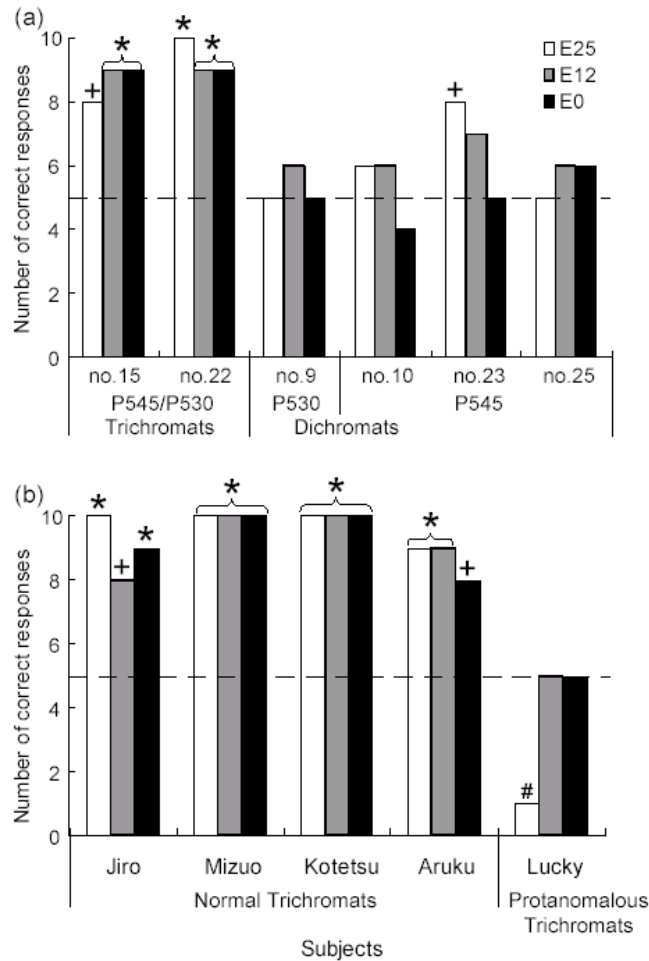 (a)
Number of correct responses
10
8
6
4
2
0
+ * * * +
E25
E12
E0
no.15 no.22 no.9 no.10 no.23 no.25
P545/P530 P530 P545
Trichromats Dichromats
(b)
Number of correct responses
10
8
6
4
2
0
* + * * * * + #
Jiro Mizuo Kotetsu Aruku Lucky
Normal Trichromats Protanomalous
Trichromats
Subjects